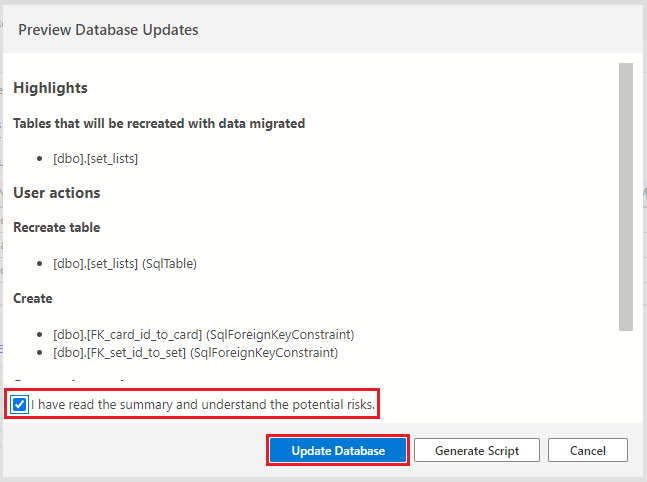 Preview Database Updates
Highlights
Tables that will be recreated with data migrated
[dbo].[set_lists]
User actions
Recreate table
[dbo].[set_lists] (SqlTable)
Create
[dbo].[FK_card_id_to_card] (SqlForeignKeyConstraint)
[dbo].[FK_set_id_to_set] (SqlForeignKeyConstraint)
I have read the summary and understand the potential risks.
Update Database
Generate Script
Cancel